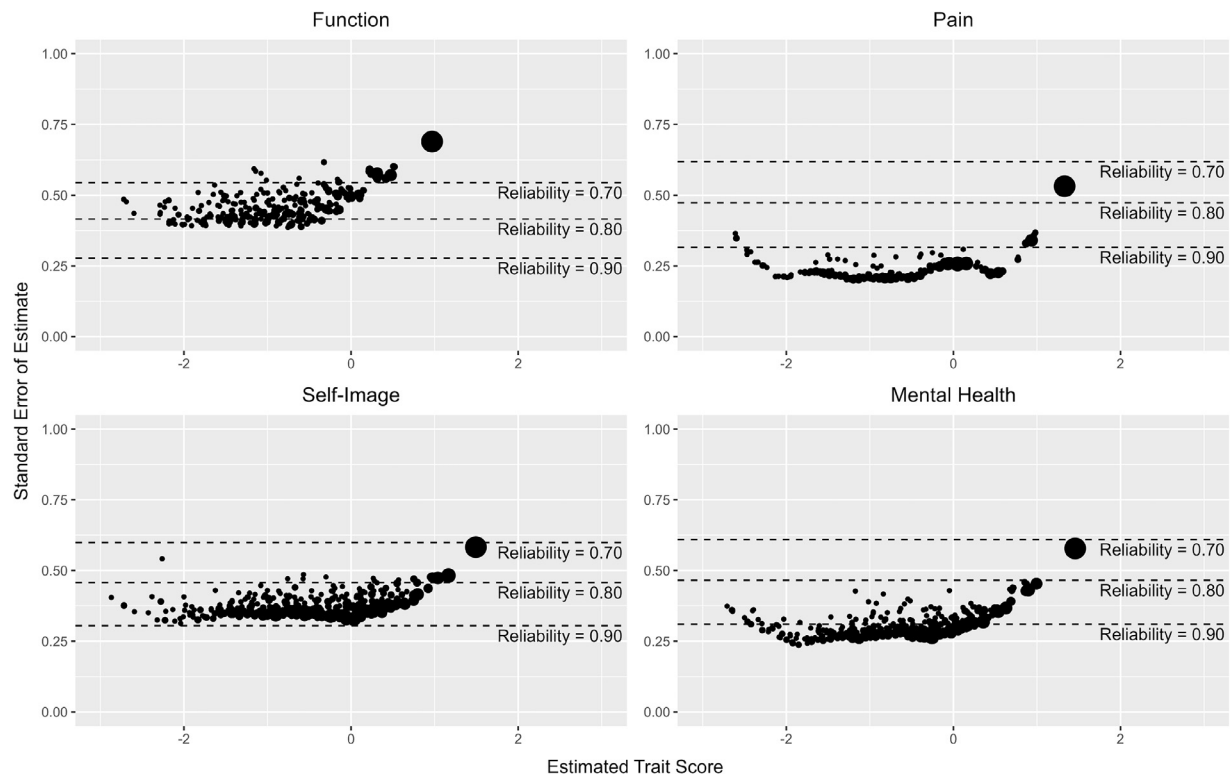 Function
Pain
1.00
0.75
0.50
0.25
0.00
Reliability = 0.70
Reliability = 0.80
Reliability = 0.90
-2
0
2
1.00
0.75
0.50
0.25
0.00
Reliability = 0.70
Reliability = 0.80
Reliability = 0.90
-2
0
2
Standard Error of Estimate
Self-Image
Mental Health
1.00
0.75
0.50
0.25
0.00
Reliability = 0.70
Reliability = 0.80
Reliability = 0.90
-2
0
2
1.00
0.75
0.50
0.25
0.00
Reliability = 0.70
Reliability = 0.80
Reliability = 0.90
-2
0
2
Estimated Trait Score